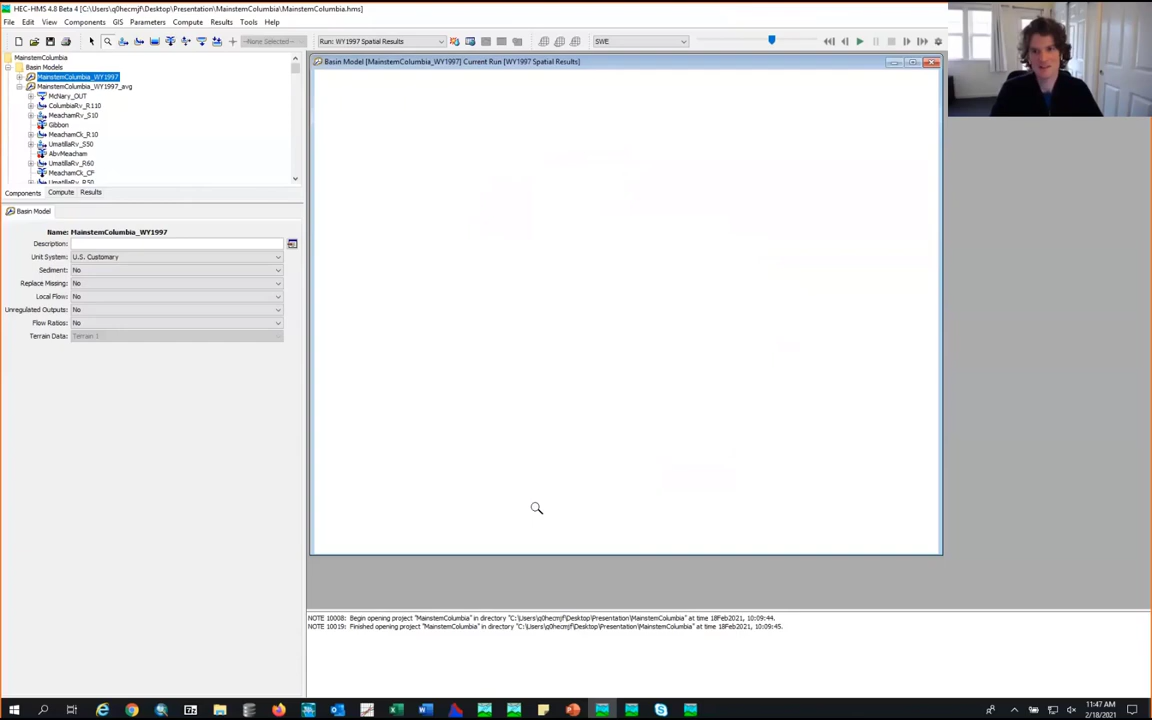 HEC-HMS 4.8 Beta 4 [C:\Users\q0hecmjf\Desktop\Presentation\MainstemColumbia\MainstemColumbia.hms]
File Edit View Components GIS Parameters Compute Results Tools Help
--None Selected-- Run: WY1997 Spatial Results SWE
MainstemColumbia
Basin Models
MainstemColumbia_WY1997
MainstemColumbia_WY1997_avg
McNary_OUT
ColumbiaRv_R110
MeachamRv_S10
Gibbon
MeachamCk_R10
UmatillaRv_S50
AbvMeacham
UmatillaRv_R60
MeachamCk_CF
UmatillaRv_R50
Components Compute Results
Basin Model
Name: MainstemColumbia_WY1997
Description:
Unit System: U.S. Customary
Sediment: No
Replace Missing: No
Local Flow: No
Unregulated Outputs: No
Flow Ratios: No
Terrain Data: Terrain 1
Basin Model [MainstemColumbia_WY1997] Current Run [WY1997 Spatial Results]
NOTE 10008: Begin opening project "MainstemColumbia" in directory "C:\Users\q0hecmjf\Desktop\Presentation\MainstemColumbia" at time 18Feb2021, 10:09:44.
NOTE 10019: Finished opening project "MainstemColumbia" in directory "C:\Users\q0hecmjf\Desktop\Presentation\MainstemColumbia" at time 18Feb2021, 10:09:45.
11:47 AM
2/18/2021